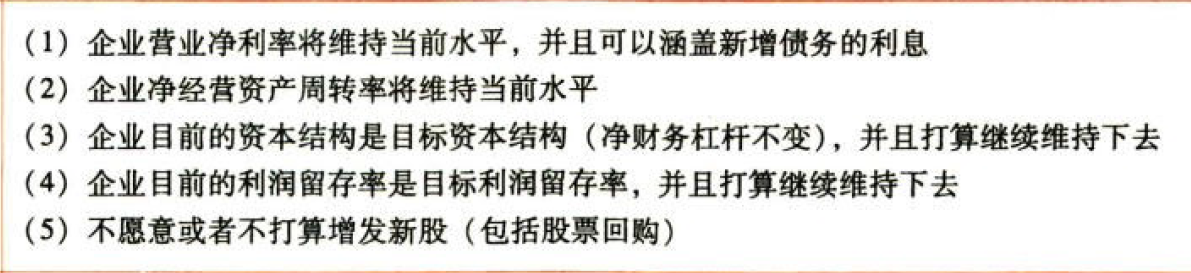 (1) 企业营业净利率将维持当前水平，并且可以涵盖新增债务的利息
(2) 企业净经营资产周转率将维持当前水平
(3) 企业目前的资本结构是目标资本结构（净财务杠杆不变），并且打算继续维持下去
(4) 企业目前的利润留存率是目标利润留存率，并且打算继续维持下去
(5) 不愿意或者不打算增发新股（包括股票回购）